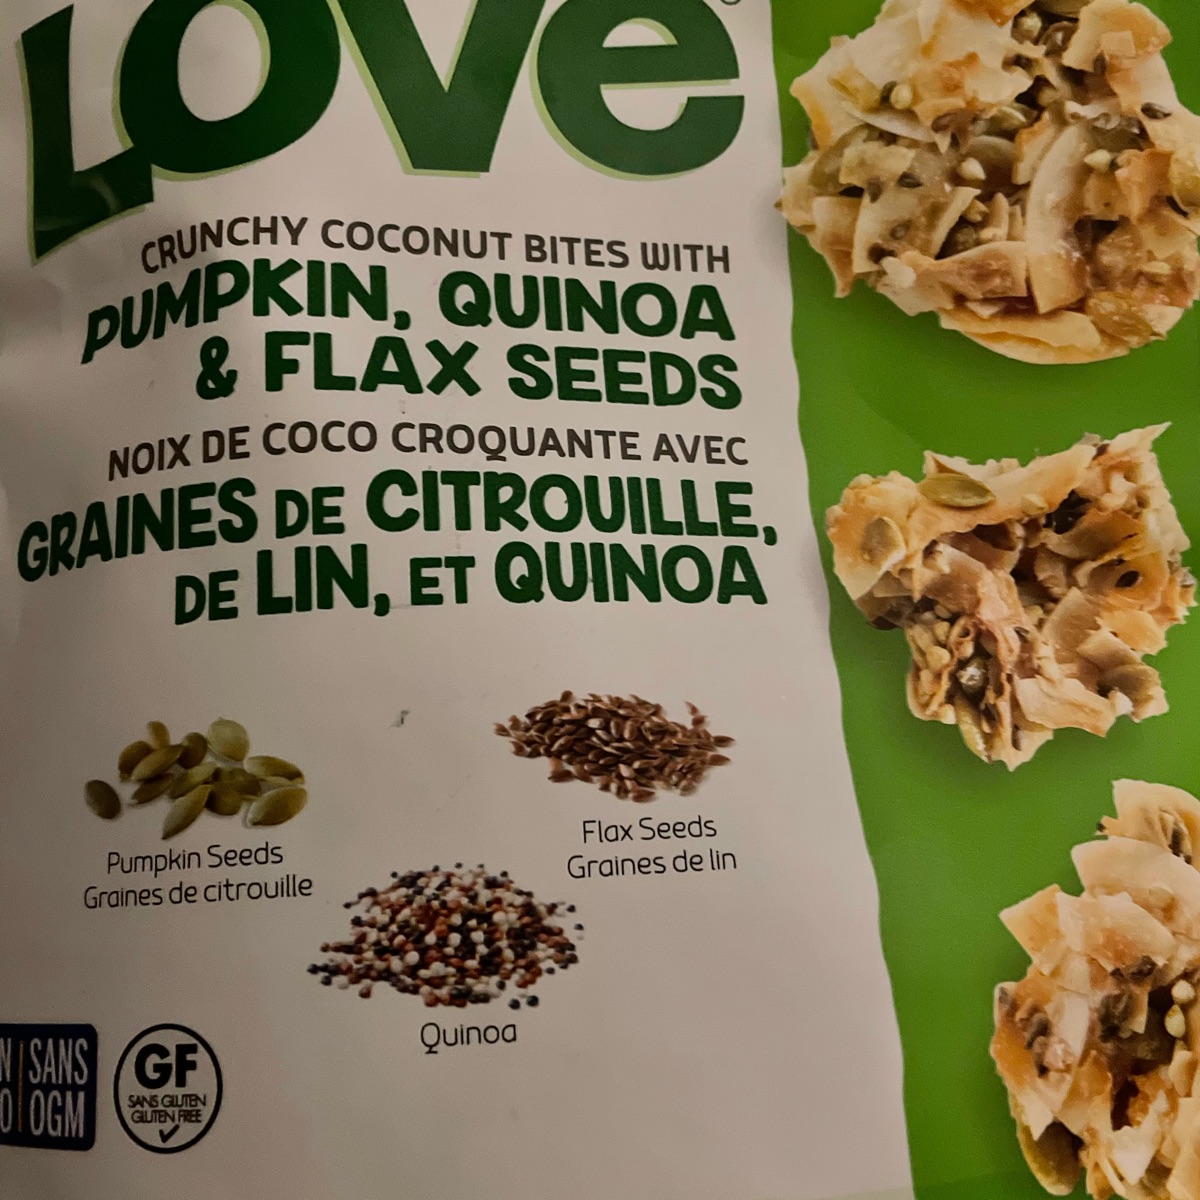 LOVe
CRUNCHY COCONUT BITES WITH
PUMPKIN, QUINOA
& FLAX SEEDS
NOIX DE COCO CROQUANTE AVEC
GRAINES DE CITROUILLE,
DE LIN, ET QUINOA
Pumpkin Seeds
Graines de citrouille
Flax Seeds
Graines de lin
Quinoa
SANS
OGM
GF
SANS GLUTEN
GLUTEN FREE